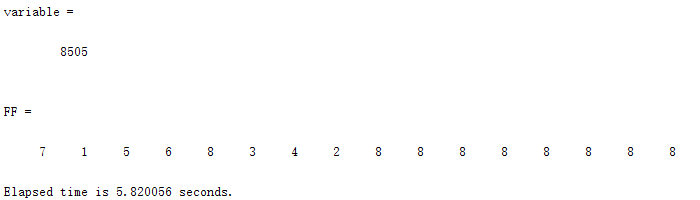 variable =
8505
FF =
7 1 5 6 8 3 4 2 8 8 8 8 8 8 8 8
Elapsed time is 5.820056 seconds.